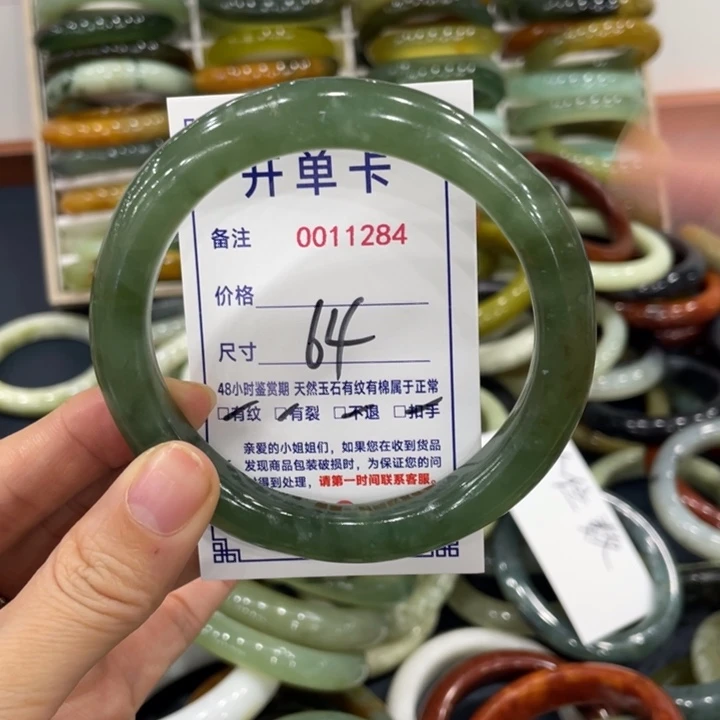 开单卡
备注 0011284
价格
尺寸 64
48小时鉴赏期 天然玉石有纹有棉属于正常
☐有纹 ☐有裂 ☐不退 ☐扣手
亲爱的小姐姐们，如果您在收到货品
发现商品包装破损时，为保证您的问
得到处理，请第一时间联系客服。